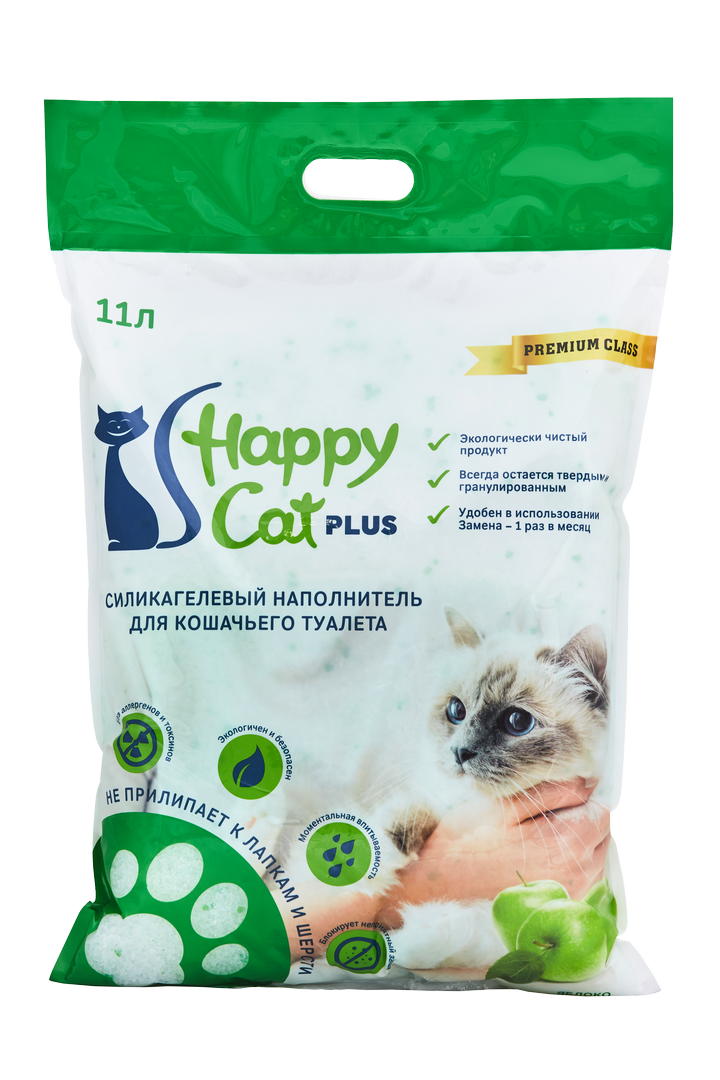 11л
PREMIUM CLASS
Happy
Cat PLUS
Экологически чистый
продукт
Всегда остается твердым
гранулированным
Удобен в использовании
Замена – 1 раз в месяц
СИЛИКАГЕЛЕВЫЙ НАПОЛНИТЕЛЬ
ДЛЯ КОШАЧЬЕГО ТУАЛЕТА
аллергенов и токсинов
Экологичен и безопасен
Моментальная впитываемость
Блокирует неприятный запах
НЕ ПРИЛИПАЕТ К ЛАПКАМ И ШЕРСТИ
ЯБЛОКО